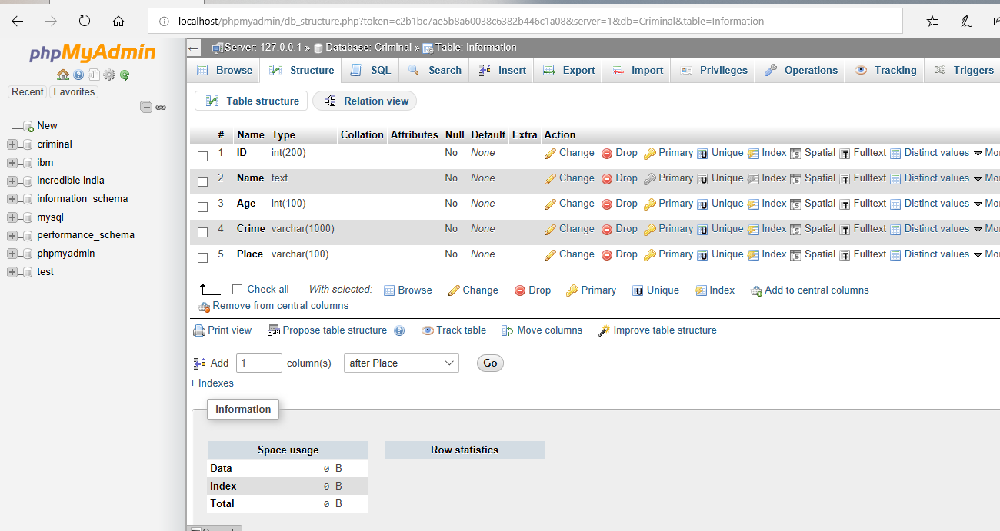 localhost/phpmyadmin/db_structure.php?token=c2b1bc7ae5b8a60038c6382b446c1a08&server=1&db=Criminal&table=Information
phpMyAdmin
Recent Favorites
New
criminal
ibm
incredible india
information_schema
mysql
performance_schema
phpmyadmin
test
Server: 127.0.0.1 » Database: Criminal » Table: Information
Browse Structure SQL Search Insert Export Import Privileges Operations Tracking Triggers
Table structure Relation view
# Name Type Collation Attributes Null Default Extra Action
1 ID int(200) No None Change Drop Primary Unique Index Spatial Fulltext Distinct values Mo
2 Name text No None Change Drop Primary Unique Index Spatial Fulltext Distinct values Mo
3 Age int(100) No None Change Drop Primary Unique Index Spatial Fulltext Distinct values Mo
4 Crime varchar(1000) No None Change Drop Primary Unique Index Spatial Fulltext Distinct values Mo
5 Place varchar(100) No None Change Drop Primary Unique Index Spatial Fulltext Distinct values Mo
Check all With selected: Browse Change Drop Primary Unique Index Add to central columns
Remove from central columns
Print view Propose table structure Track table Move columns Improve table structure
Add 1 column(s) after Place Go
+ Indexes
Information
Space usage
Data 0 B
Index 0 B
Total 0 B
Row statistics